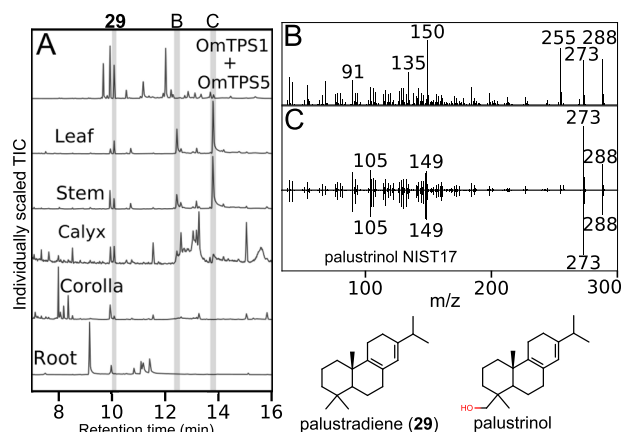 29 B C
A
OmTPS1
+
OmTPS5
Leaf
Stem
Calyx
Corolla
Root
Individually scaled TIC
8 10 12 14 16
Retention time (min)
B
150
255
288
273
135
91
C
273
288
105
149
105
149
288
273
palustrinol NIST17
100 200 300
m/z
HO
palustradiene (29)
palustrinol